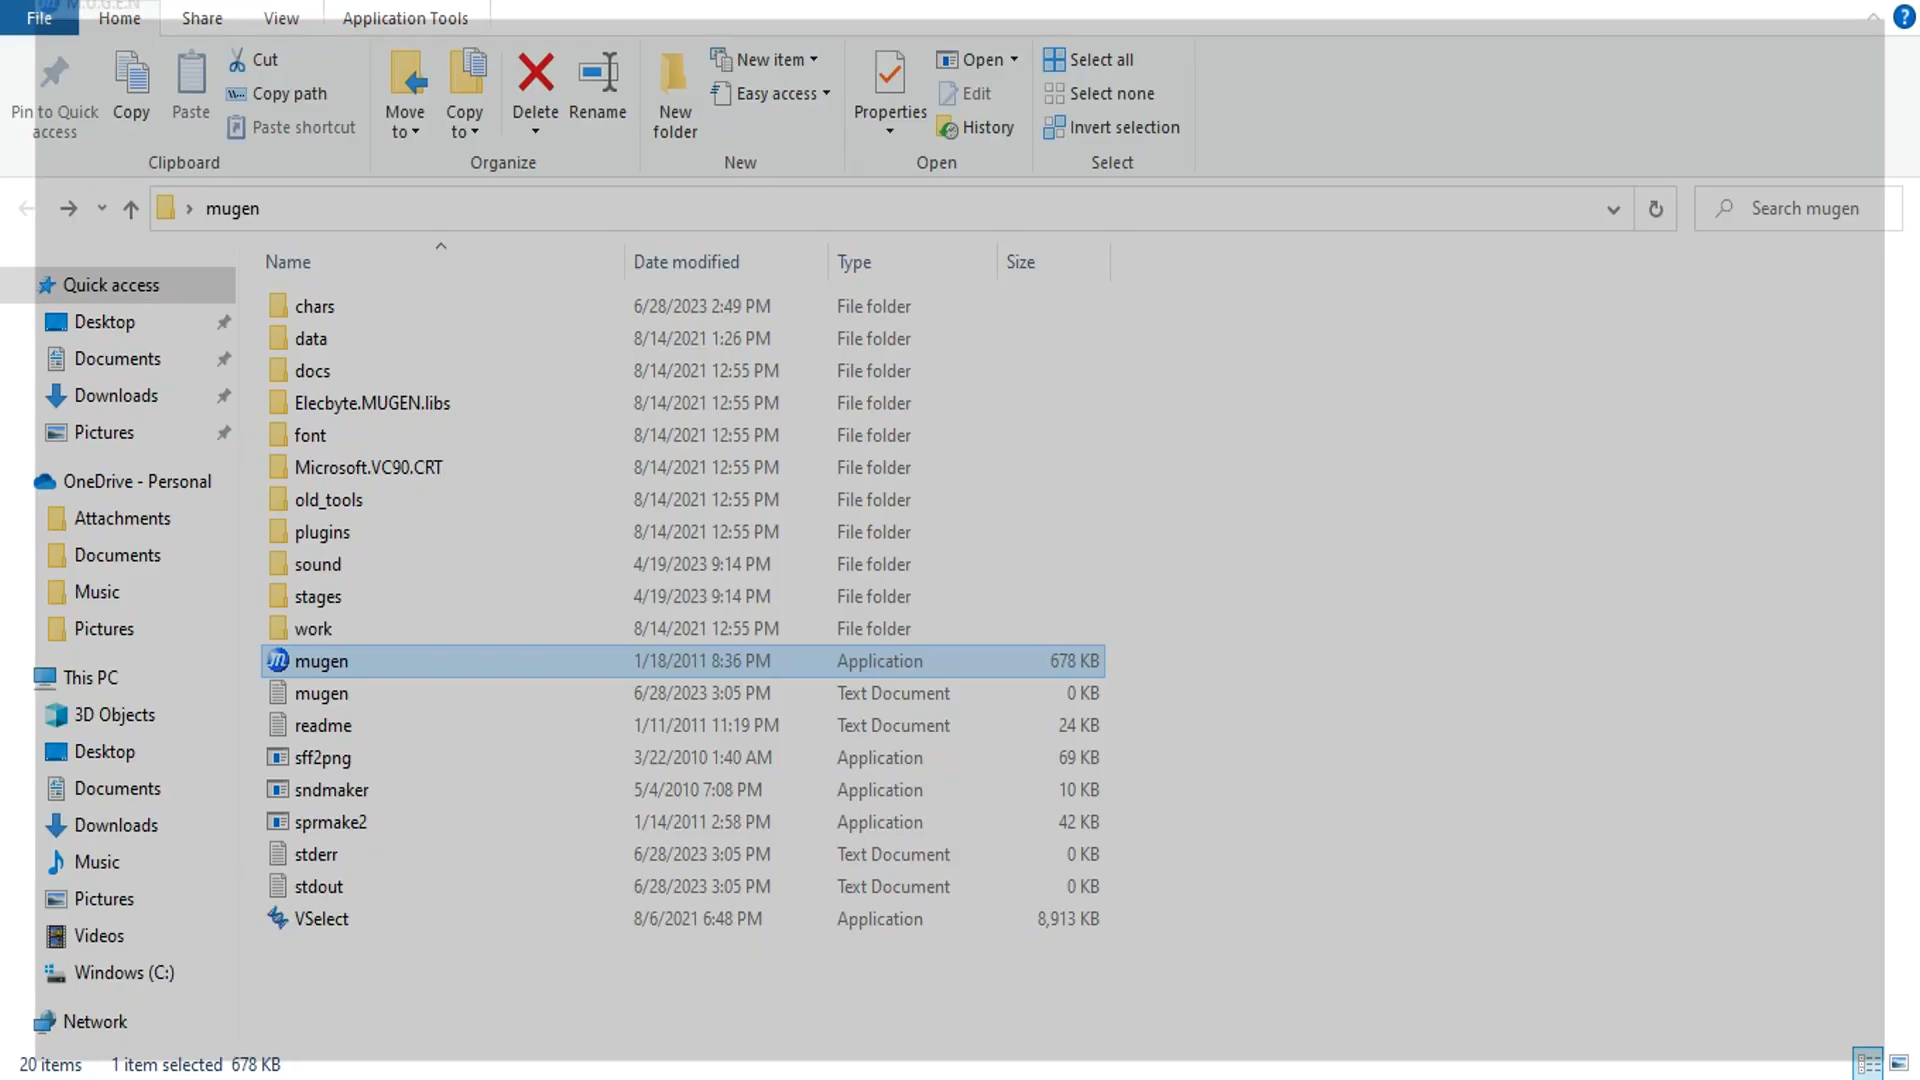 M.U.G.E.N
File Home Share View Application Tools
Pin to Quick access
Copy
Paste
Cut
Copy path
Paste shortcut
Clipboard
Move to
Copy to
Delete
Rename
Organize
New folder
New item
Easy access
New
Properties
Open
Edit
History
Open
Select all
Select none
Invert selection
Select
mugen
Search mugen
Quick access
Desktop
Documents
Downloads
Pictures
OneDrive - Personal
Attachments
Documents
Music
Pictures
This PC
3D Objects
Desktop
Documents
Downloads
Music
Pictures
Videos
Windows (C:)
Network
Name Date modified Type Size
chars 6/28/2023 2:49 PM File folder
data 8/14/2021 1:26 PM File folder
docs 8/14/2021 12:55 PM File folder
Elecbyte.MUGEN.libs 8/14/2021 12:55 PM File folder
font 8/14/2021 12:55 PM File folder
Microsoft.VC90.CRT 8/14/2021 12:55 PM File folder
old_tools 8/14/2021 12:55 PM File folder
plugins 8/14/2021 12:55 PM File folder
sound 4/19/2023 9:14 PM File folder
stages 4/19/2023 9:14 PM File folder
work 8/14/2021 12:55 PM File folder
mugen 1/18/2011 8:36 PM Application 678 KB
mugen 6/28/2023 3:05 PM Text Document 0 KB
readme 1/11/2011 11:19 PM Text Document 24 KB
sff2png 3/22/2010 1:40 AM Application 69 KB
sndmaker 5/4/2010 7:08 PM Application 10 KB
sprmake2 1/14/2011 2:58 PM Application 42 KB
stderr 6/28/2023 3:05 PM Text Document 0 KB
stdout 6/28/2023 3:05 PM Text Document 0 KB
VSelect 8/6/2021 6:48 PM Application 8,913 KB
20 items 1 item selected 678 KB